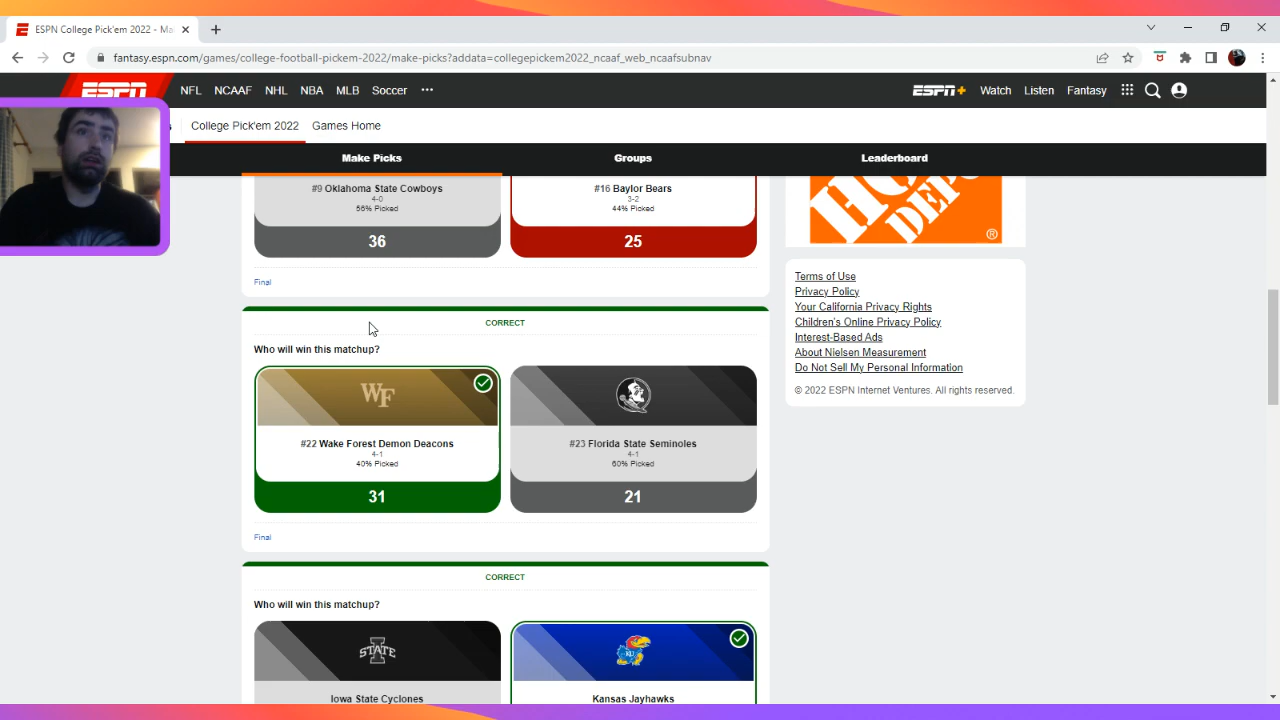 ESPN College Pick'em 2022 - Ma
fantasy.espn.com/games/college-football-pickem-2022/make-picks?addata=collegepickem2022_ncaaf_web_ncaafsubnav
ESPN NFL NCAAF NHL NBA MLB Soccer ••• ESPN+ Watch Listen Fantasy
s College Pick'em 2022 Games Home
Make Picks Groups Leaderboard
#9 Oklahoma State Cowboys
4-0
56% Picked
36
#16 Baylor Bears
3-2
44% Picked
25
Final
CORRECT
Who will win this matchup?
WF
#22 Wake Forest Demon Deacons
4-1
40% Picked
31
#23 Florida State Seminoles
4-1
60% Picked
21
Final
CORRECT
Who will win this matchup?
I STATE
Iowa State Cyclones
KU
Kansas Jayhawks
DEPOT
®
Terms of Use
Privacy Policy
Your California Privacy Rights
Children's Online Privacy Policy
Interest-Based Ads
About Nielsen Measurement
Do Not Sell My Personal Information
© 2022 ESPN Internet Ventures. All rights reserved.